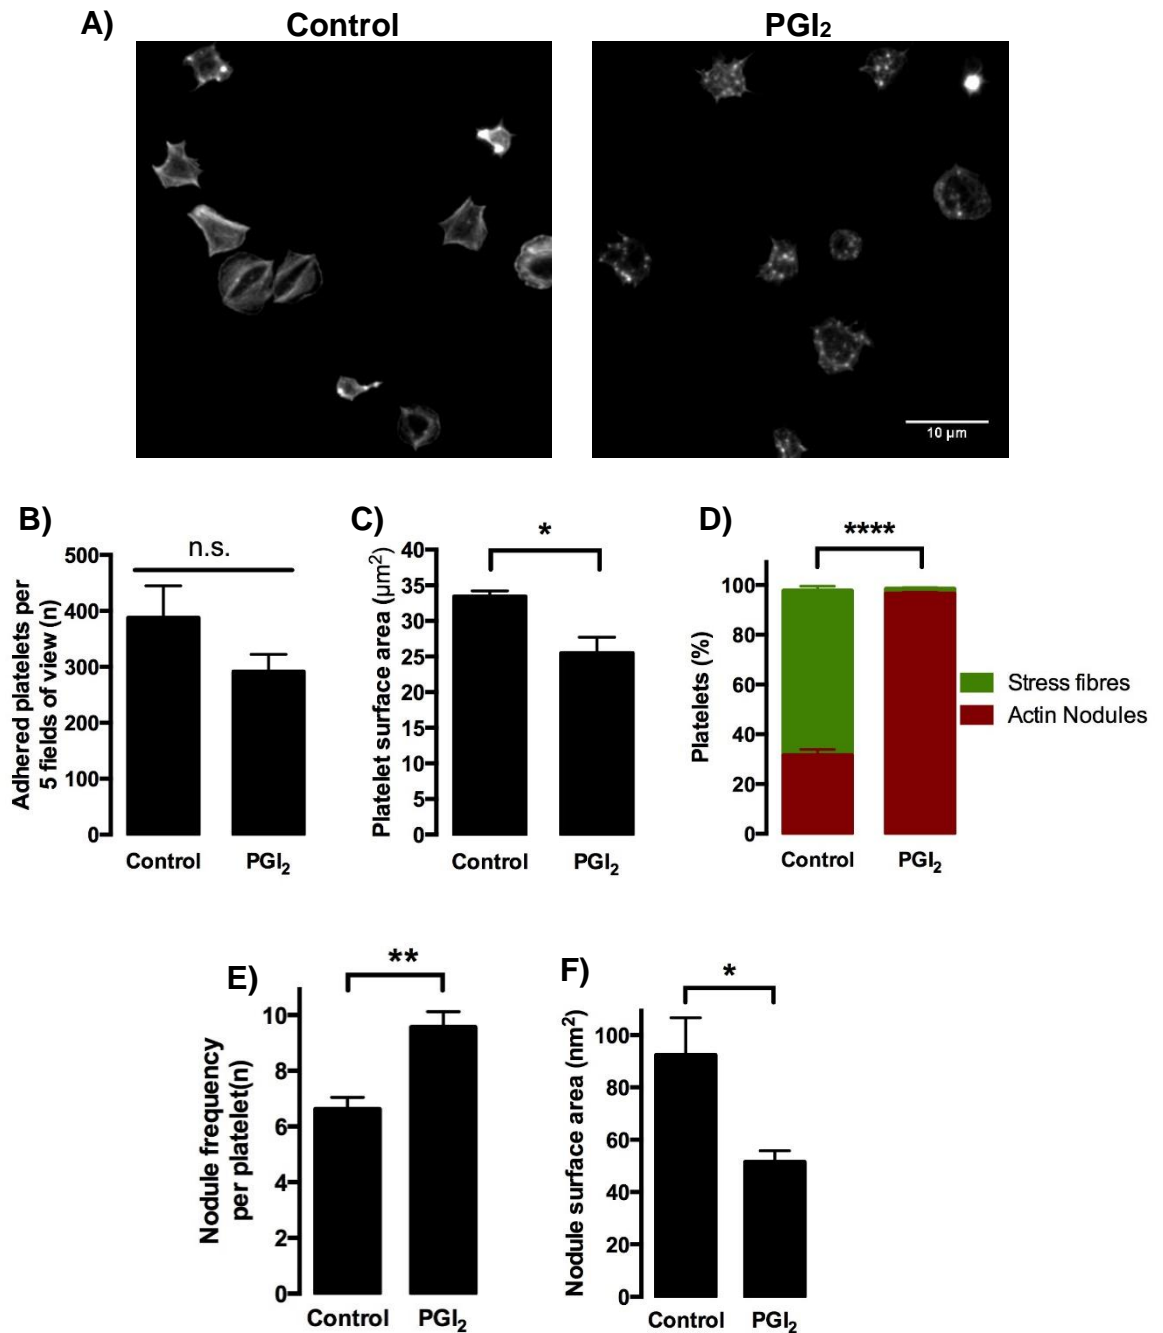 A)
Control
PGI₂
10 µm
B)
n.s.
Adhered platelets per
5 fields of view (n)
500
400
300
200
100
0
Control
PGI₂
C)
*
Platelet surface area (µm²)
40
35
30
25
20
15
10
5
0
Control
PGI₂
D)
****
Platelets (%)
100
80
60
40
20
0
Control
PGI₂
Stress fibres
Actin Nodules
E)
**
Nodule frequency
per platelet(n)
10
8
6
4
2
0
Control
PGI₂
F)
*
Nodule surface area (nm²)
100
80
60
40
20
0
Control
PGI₂